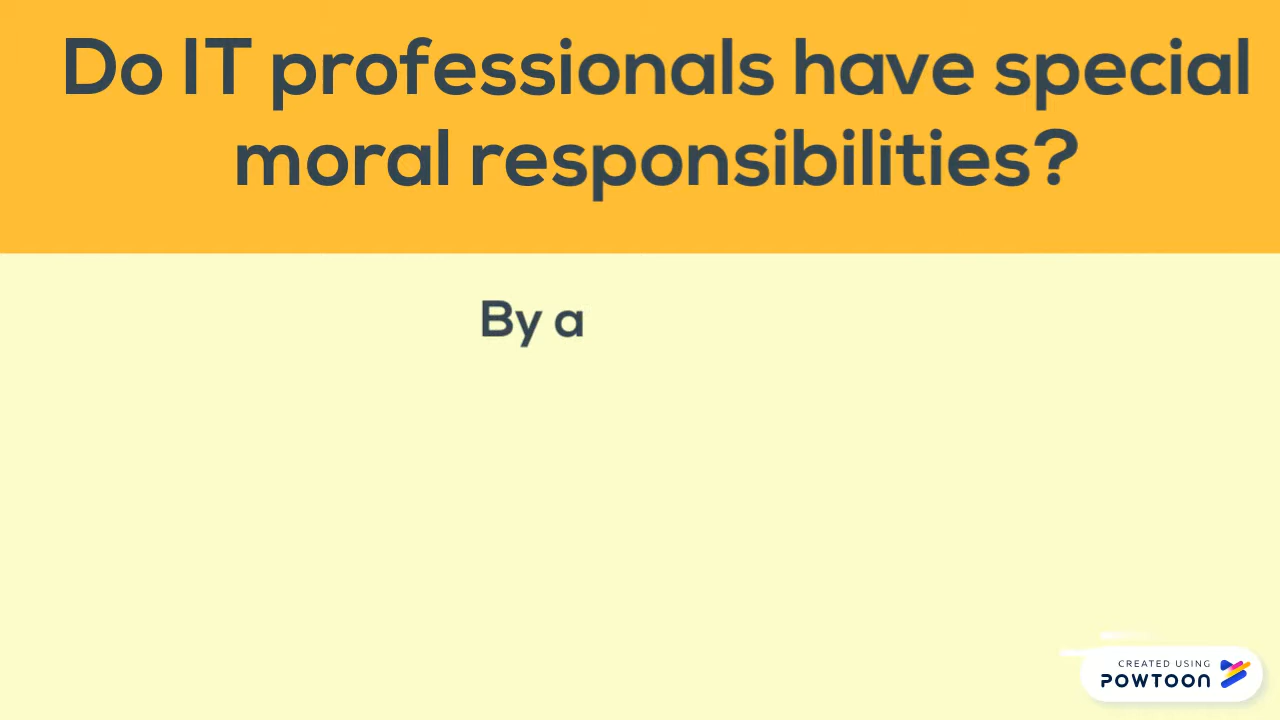 Do IT professionals have special
moral responsibilities?
By a
CREATED USING
POWTOON